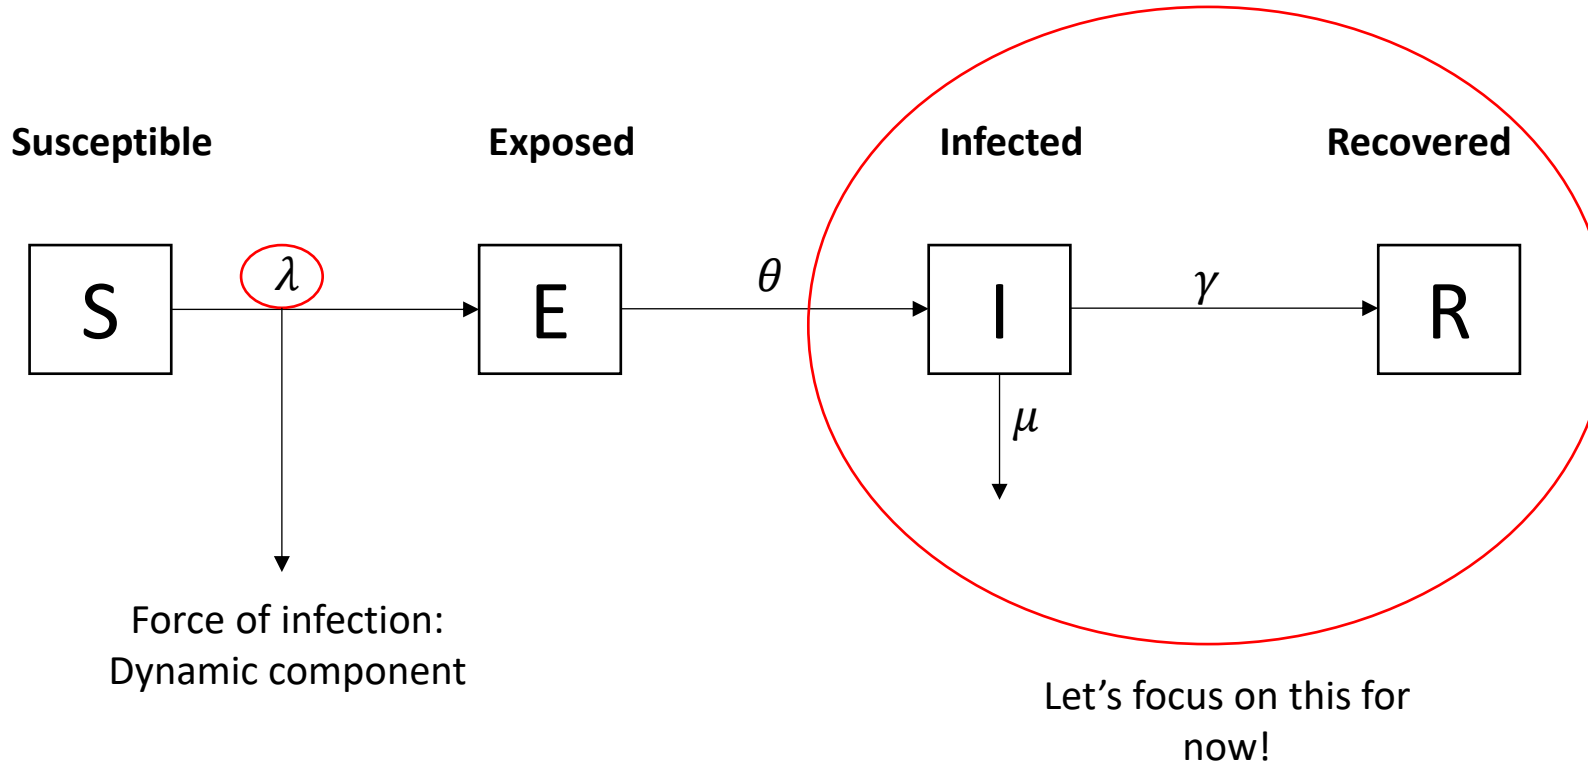 Susceptible
Exposed
Infected
Recovered
S
λ
E
θ
I
γ
R
μ
Force of infection:
Dynamic component
Let’s focus on this for
now!